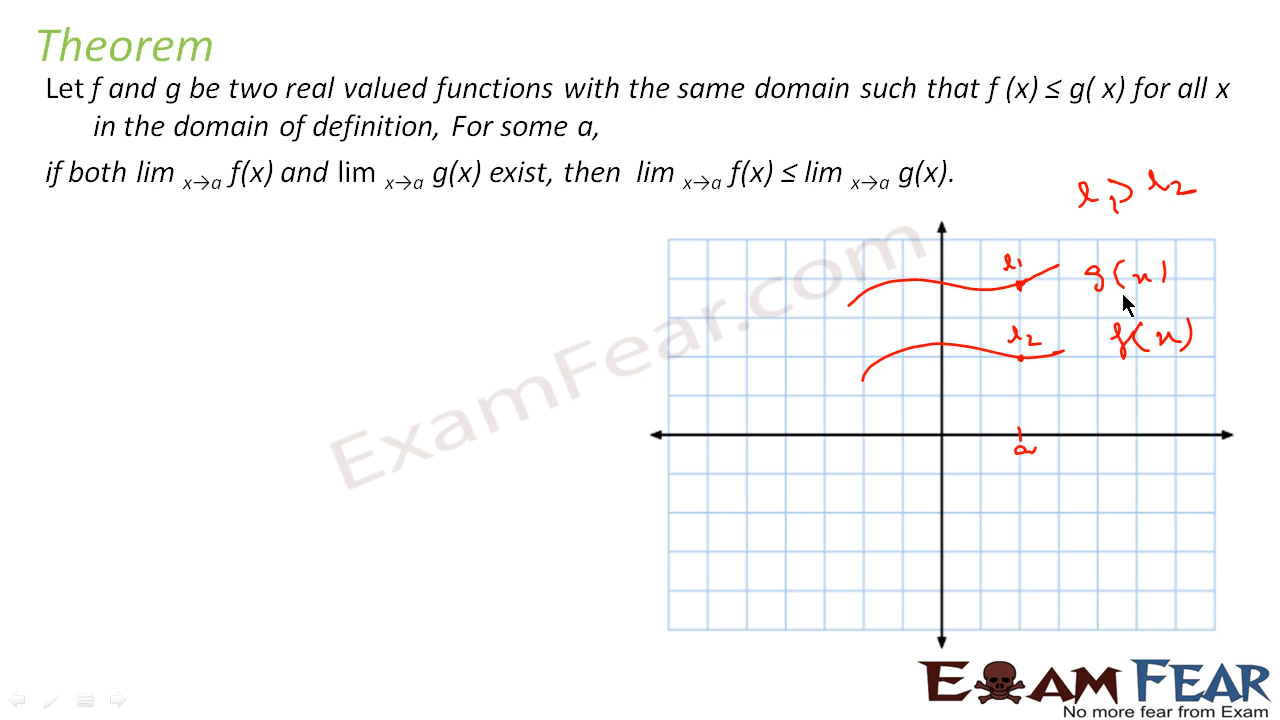 Theorem
Let f and g be two real valued functions with the same domain such that f (x) ≤ g( x) for all x
in the domain of definition, For some a,
if both lim x→a f(x) and lim x→a g(x) exist, then lim x→a f(x) ≤ lim x→a g(x).
l1 > l2
l1
g(x)
l2
f(x)
a
ExamFear.com
EXAM FEAR
No more fear from Exam